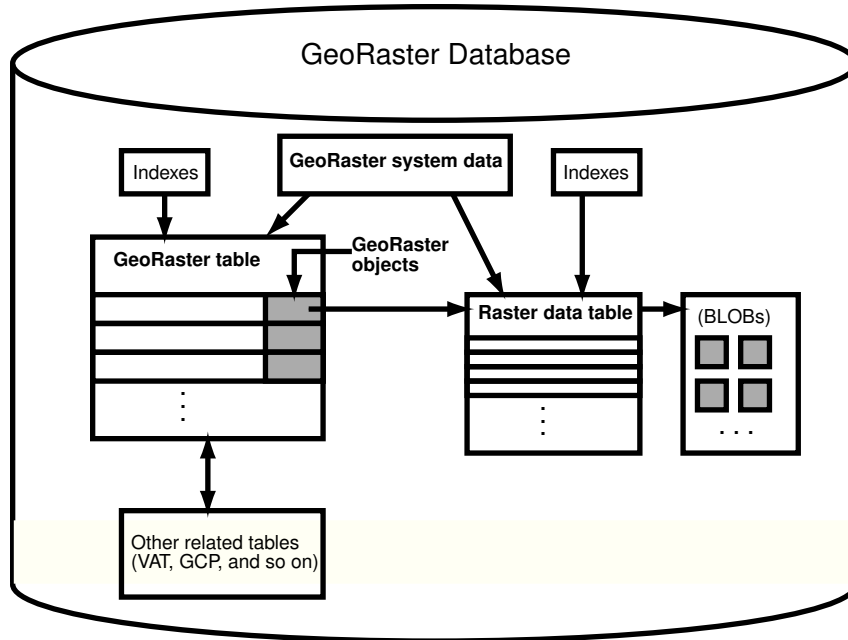 GeoRaster Database
Indexes
GeoRaster system data
Indexes
GeoRaster table
GeoRaster
objects
Raster data table
(BLOBs)
. . .
Other related tables
(VAT, GCP, and so on)